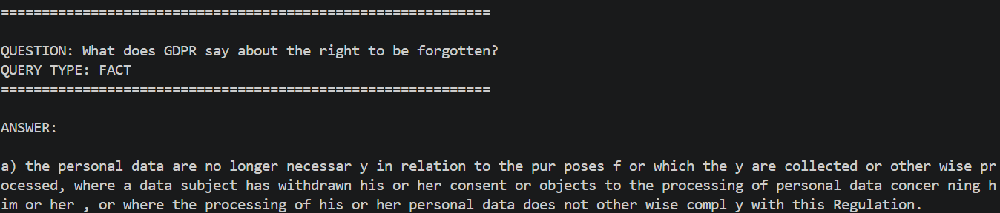 ============================================================
QUESTION: What does GDPR say about the right to be forgotten?
QUERY TYPE: FACT
============================================================
ANSWER:
a) the personal data are no longer necessar y in relation to the pur poses f or which the y are collected or other wise pr
ocessed, where a data subject has withdrawn his or her consent or objects to the processing of personal data concer ning h
im or her , or where the processing of his or her personal data does not other wise compl y with this Regulation.